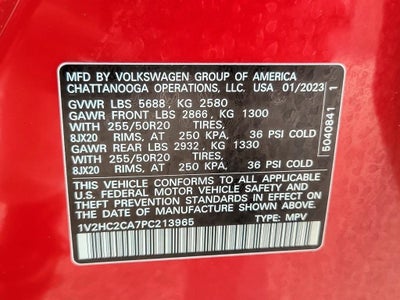 MFD BY VOLKSWAGEN GROUP OF AMERICA
CHATTANOOGA OPERATIONS, LLC. USA 01/2023
GVWR LBS 5688, KG 2580
GAWR FRONT LBS 2866, KG 1300
WITH 255/50R20 TIRES,
8JX20 RIMS, AT 250 KPA, 36 PSI COLD
GAWR REAR LBS 2932, KG 1330
WITH 255/50R20 TIRES,
8JX20 RIMS, AT 250 KPA, 36 PSI COLD
THIS VEHICLE CONFORMS TO ALL APPLICABLE
U.S. FEDERAL MOTOR VEHICLE SAFETY AND THEFT
PREVENTION STANDARDS IN EFFECT ON THE DATE
OF MANUFACTURE SHOWN ABOVE.
1V2HC2CA7PC213965 TYPE: MPV
B040841 1